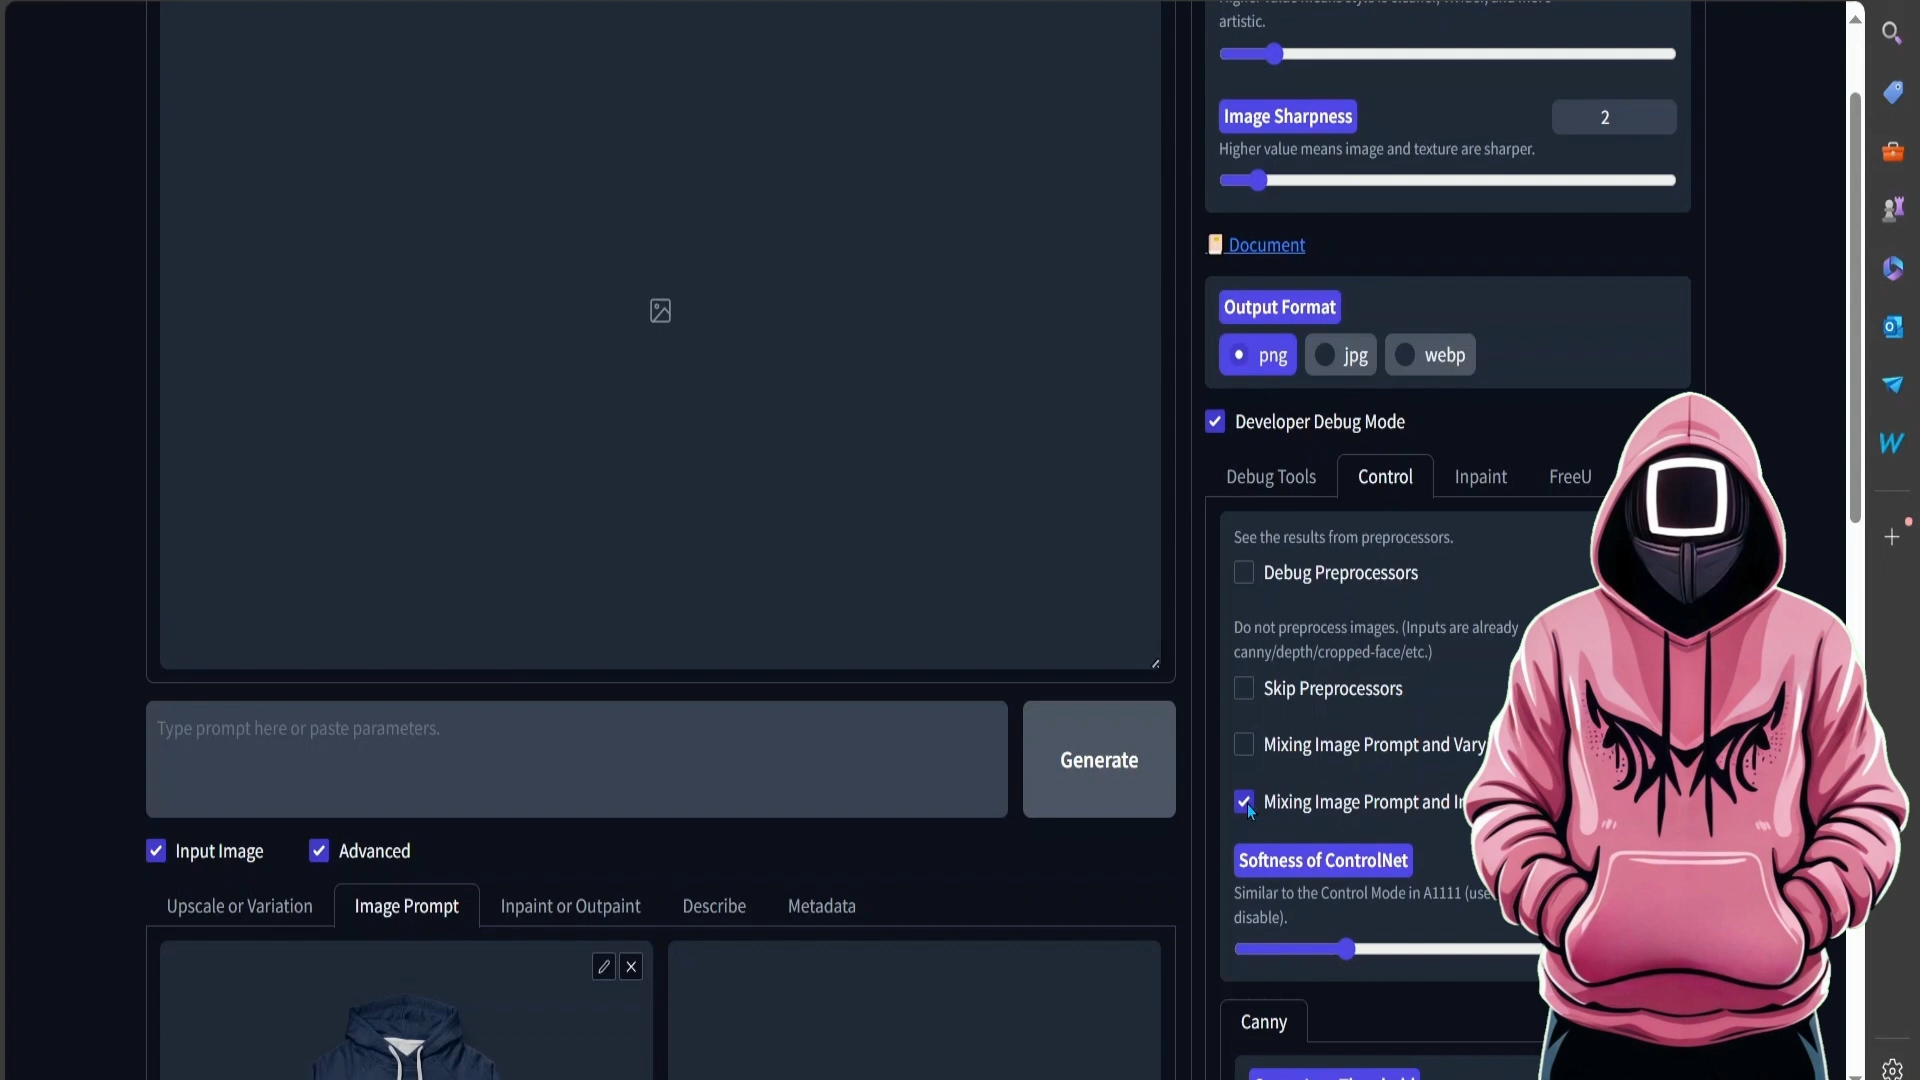 artistic.
Image Sharpness
2
Higher value means image and texture are sharper.
Document
Output Format
png
jpg
webp
Developer Debug Mode
Debug Tools
Control
Inpaint
FreeU
See the results from preprocessors.
Debug Preprocessors
Do not preprocess images. (Inputs are already
canny/depth/cropped-face/etc.)
Skip Preprocessors
Mixing Image Prompt and Vary
Mixing Image Prompt and
Softness of ControlNet
Similar to the Control Mode in A1111 (use
disable).
Canny
Type prompt here or paste parameters.
Generate
Input Image
Advanced
Upscale or Variation
Image Prompt
Inpaint or Outpaint
Describe
Metadata